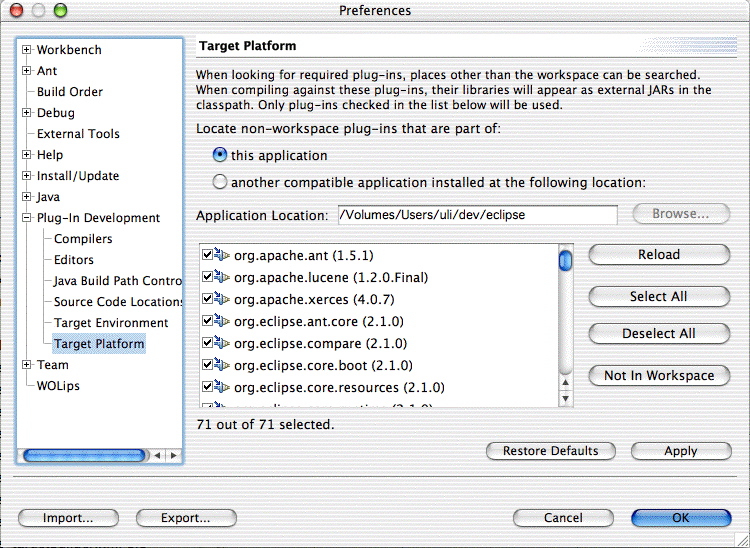 Preferences
Workbench
Ant
Build Order
Debug
External Tools
Help
Install/Update
Java
Plug-In Development
Compilers
Editors
Java Build Path Contro
Source Code Locations
Target Environment
Target Platform
Team
WOLips
Target Platform
When looking for required plug-ins, places other than the workspace can be searched.
When compiling against these plug-ins, their libraries will appear as external JARs in the
classpath. Only plug-ins checked in the list below will be used.
Locate non-workspace plug-ins that are part of:
this application
another compatible application installed at the following location:
Application Location: /Volumes/Users/uli/dev/eclipse Browse...
org.apache.ant (1.5.1)
org.apache.lucene (1.2.0.Final)
org.apache.xerces (4.0.7)
org.eclipse.ant.core (2.1.0)
org.eclipse.compare (2.1.0)
org.eclipse.core.boot (2.1.0)
org.eclipse.core.resources (2.1.0)
Reload
Select All
Deselect All
Not In Workspace
71 out of 71 selected.
Restore Defaults Apply
Import... Export... Cancel OK